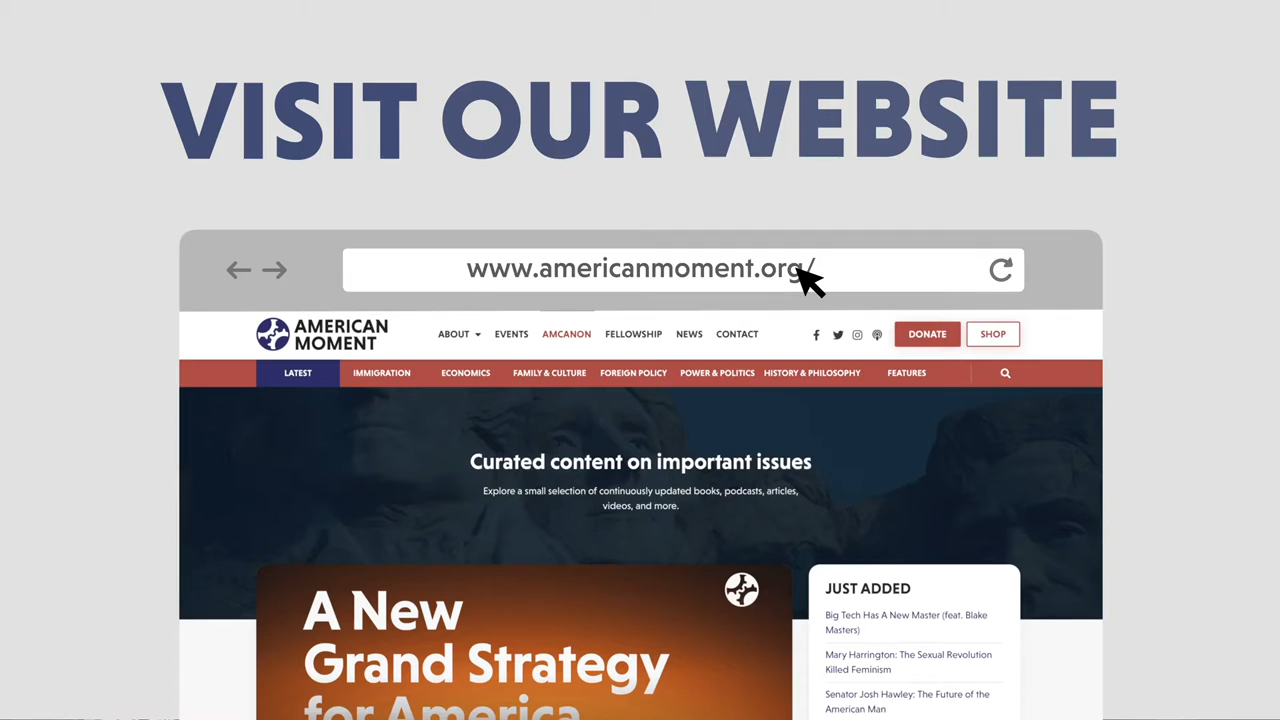 VISIT OUR WEBSITE
www.americanmoment.org/
AMERICAN
MOMENT
ABOUT EVENTS AMCANON FELLOWSHIP NEWS CONTACT DONATE SHOP
LATEST IMMIGRATION ECONOMICS FAMILY & CULTURE FOREIGN POLICY POWER & POLITICS HISTORY & PHILOSOPHY FEATURES
Curated content on important issues
Explore a small selection of continuously updated books, podcasts, articles,
videos, and more.
A New
Grand Strategy
for America
JUST ADDED
Big Tech Has A New Master (feat. Blake
Masters)
Mary Harrington: The Sexual Revolution
Killed Feminism
Senator Josh Hawley: The Future of the
American Man